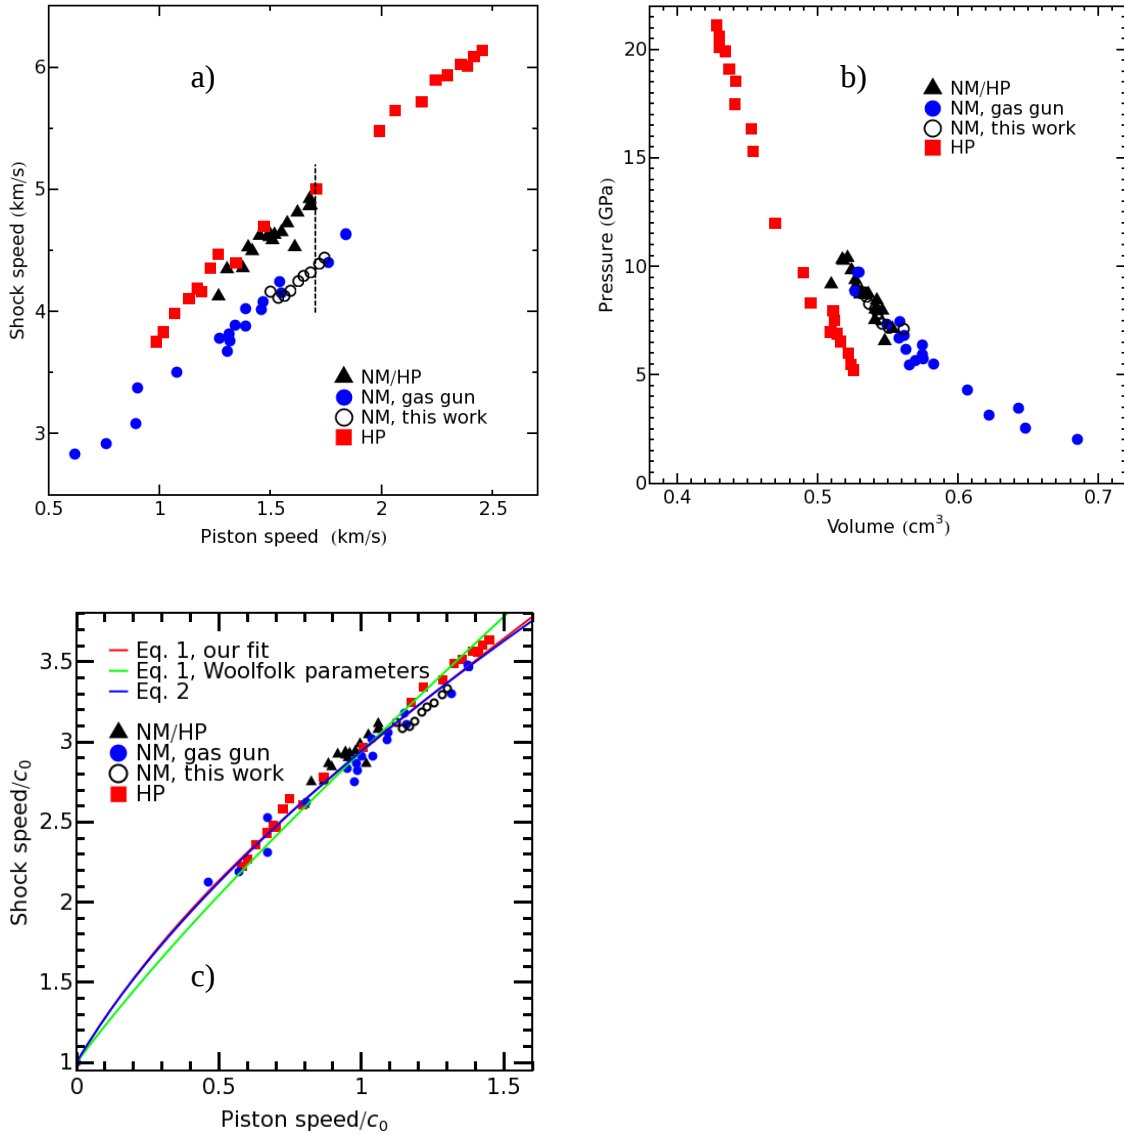 a)
6
5
4
3
0.5
1
1.5
2
2.5
Shock speed (km/s)
Piston speed (km/s)
NM/HP
NM, gas gun
NM, this work
HP
b)
20
15
10
5
0
0.4
0.5
0.6
0.7
Pressure (GPa)
Volume (cm³)
NM/HP
NM, gas gun
NM, this work
HP
Eq. 1, our fit
Eq. 1, Woolfolk parameters
Eq. 2
NM/HP
NM, gas gun
NM, this work
HP
c)
3.5
3
2.5
2
1.5
1
0
0.5
1
1.5
Shock speed/c₀
Piston speed/c₀